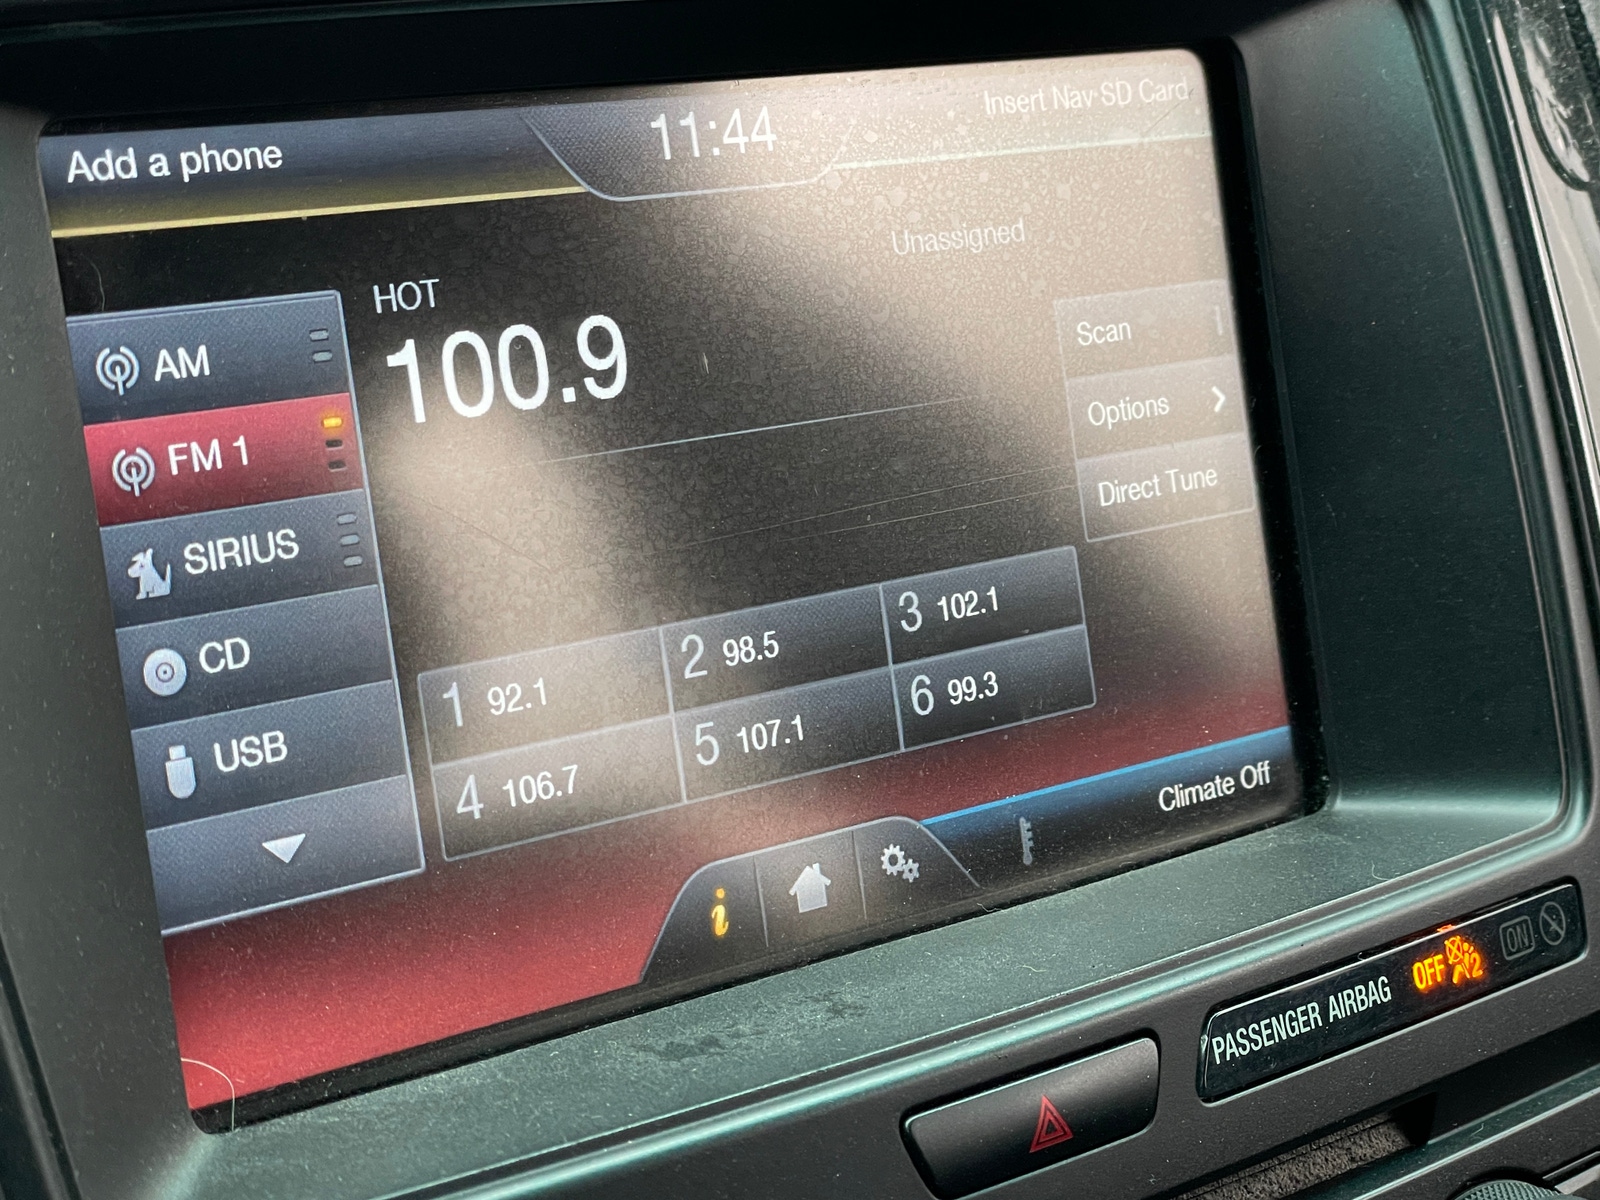 Add a phone
11:44
Insert Nav SD Card
Unassigned
HOT
100.9
AM
FM 1
SIRIUS
CD
USB
Scan
Options
Direct Tune
1 92.1
2 98.5
3 102.1
4 106.7
5 107.1
6 99.3
i
Climate Off
PASSENGER AIRBAG OFF 2 ON